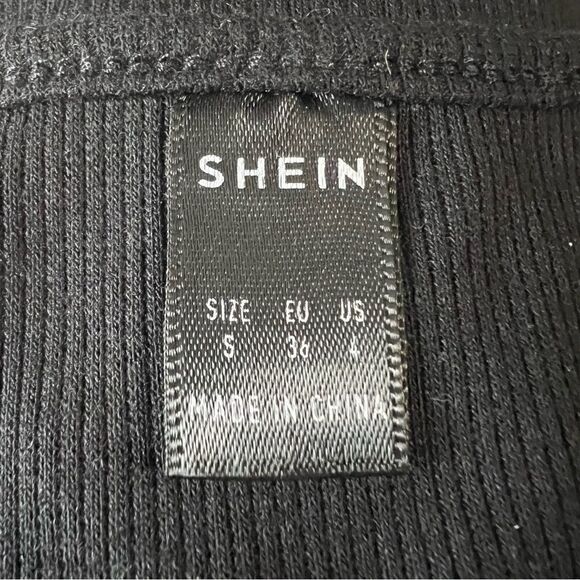 SHEIN
SIZE EU US
S 36 4
MADE IN CHINA